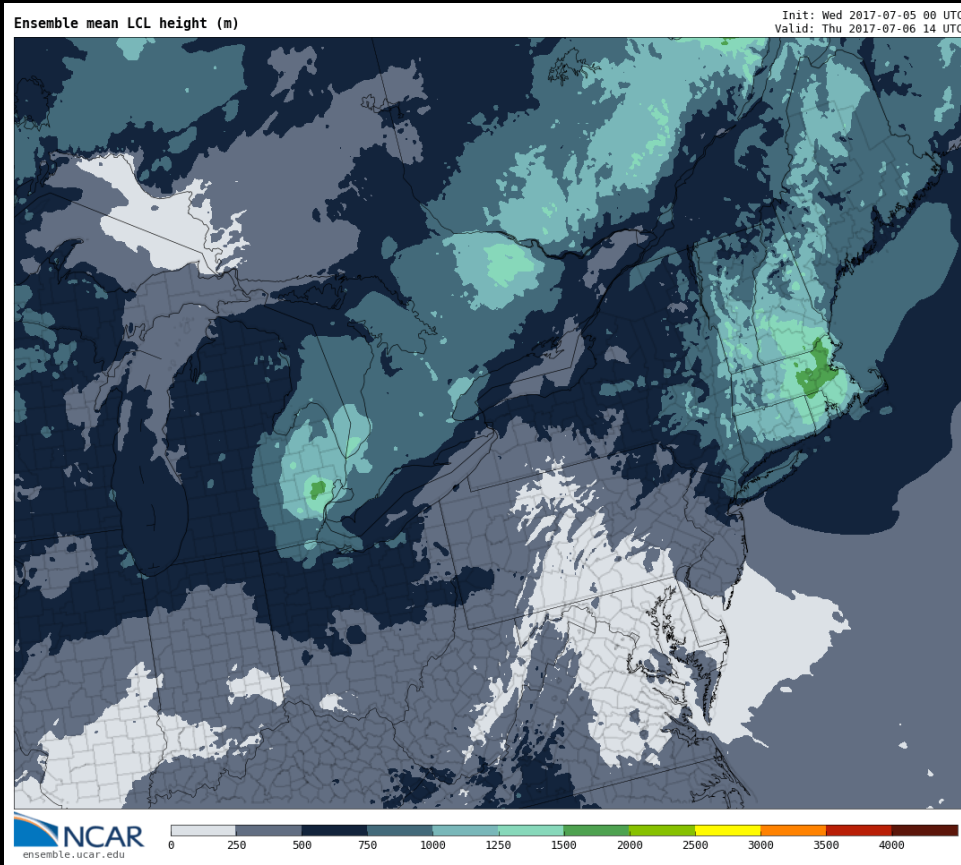 Ensemble mean LCL height (m)
Init: Wed 2017-07-05 00 UTC
Valid: Thu 2017-07-06 14 UTC
NCAR
ensemble.ucar.edu
0 250 500 750 1000 1250 1500 2000 2500 3000 3500 4000